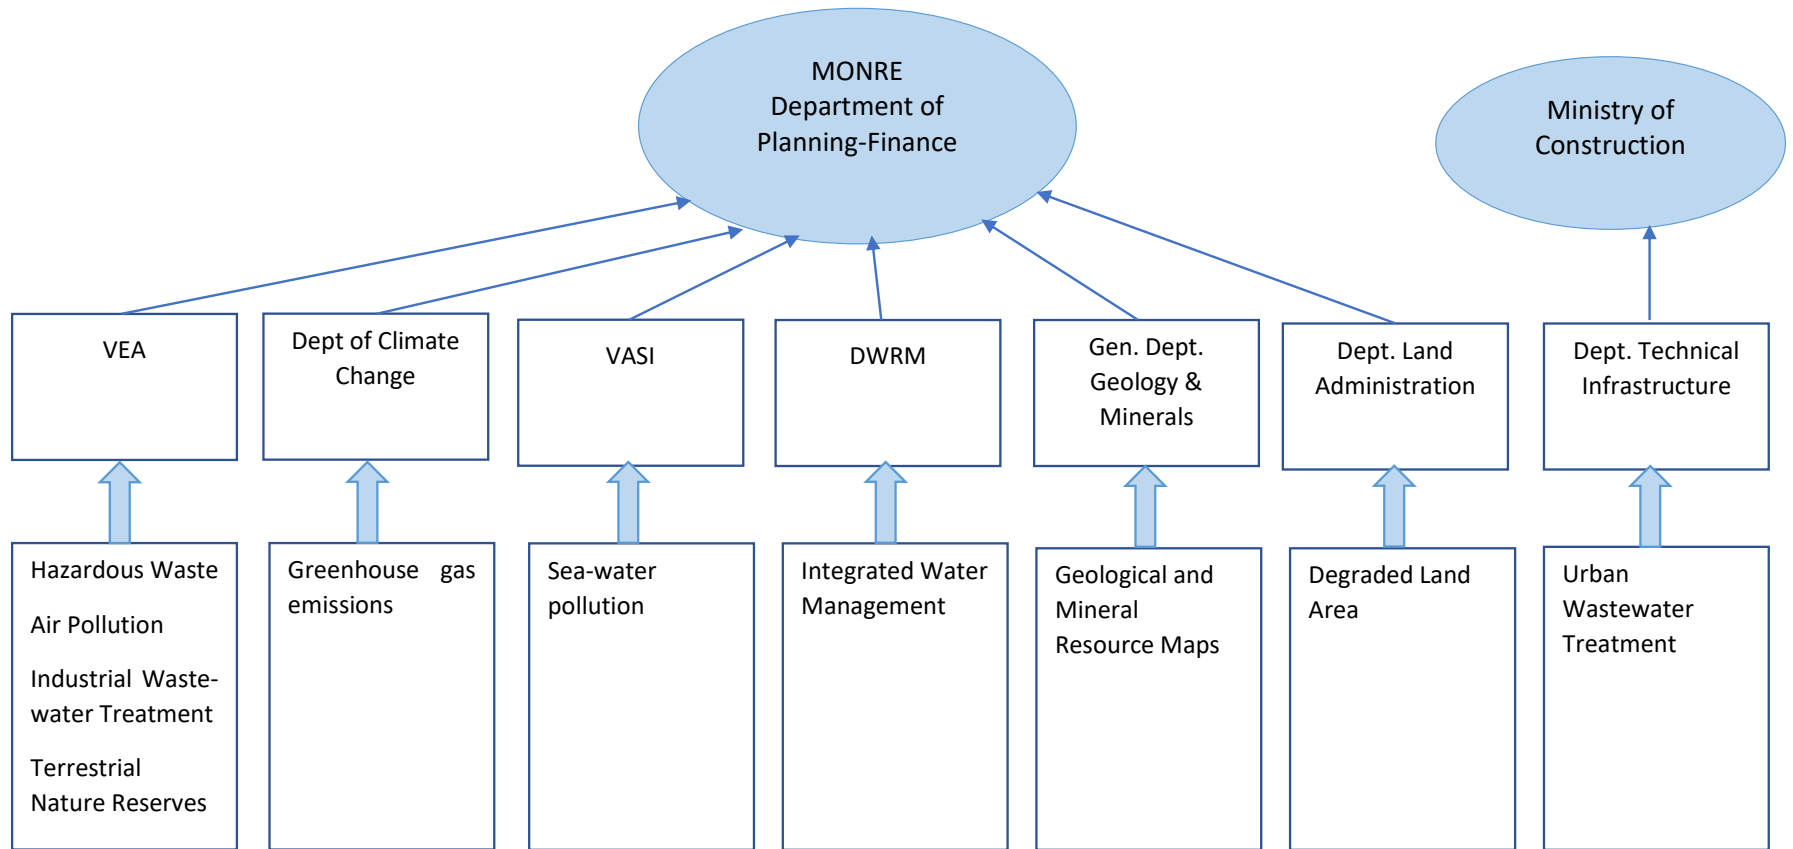 MONRE
Department of
Planning-Finance
Ministry of
Construction
VEA
Dept of Climate
Change
VASI
DWRM
Gen. Dept.
Geology &
Minerals
Dept. Land
Administration
Dept. Technical
Infrastructure
Hazardous Waste
Air Pollution
Industrial Waste-
water Treatment
Terrestrial
Nature Reserves
Greenhouse gas
emissions
Sea-water
pollution
Integrated Water
Management
Geological and
Mineral
Resource Maps
Degraded Land
Area
Urban
Wastewater
Treatment